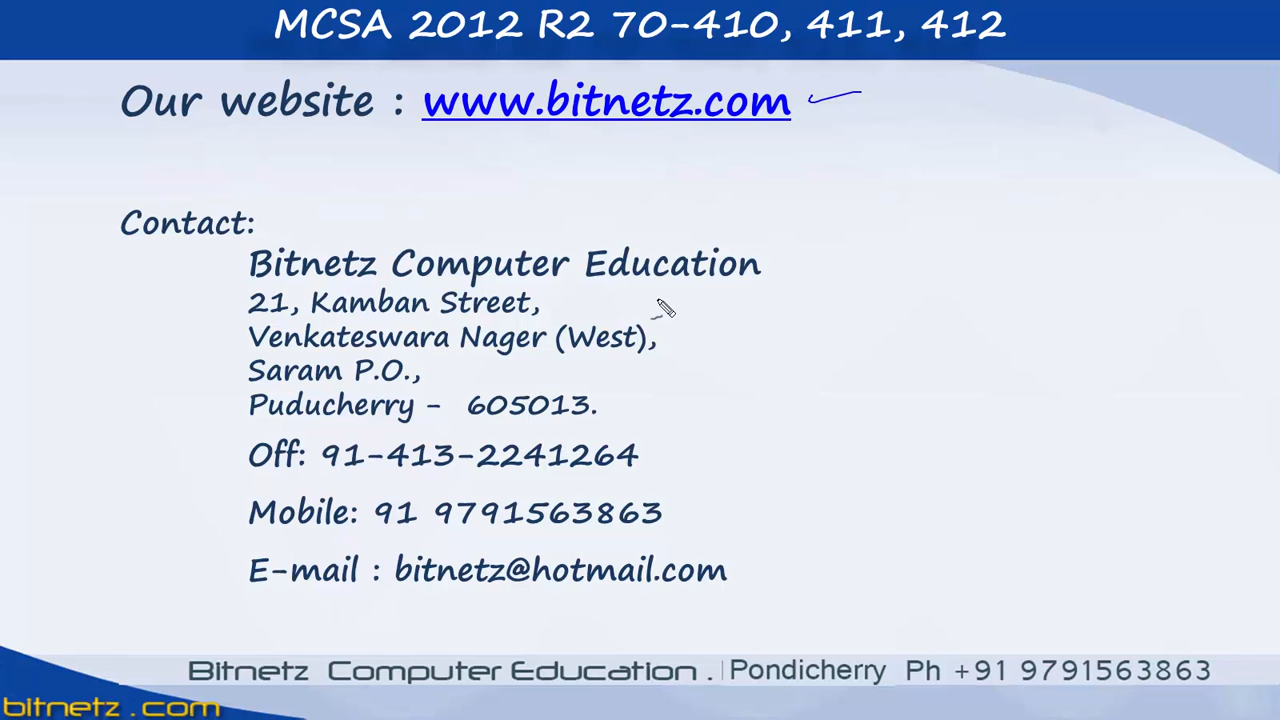 MCSA 2012 R2 70-410, 411, 412
Our website : www.bitnetz.com
Contact:
Bitnetz Computer Education
21, Kamban Street,
Venkateswara Nager (West),
Saram P.O.,
Puducherry - 605013.
Off: 91-413-2241264
Mobile: 91 9791563863
E-mail : bitnetz@hotmail.com
Bitnetz Computer Education . Pondicherry Ph +91 9791563863
bitnetz .com